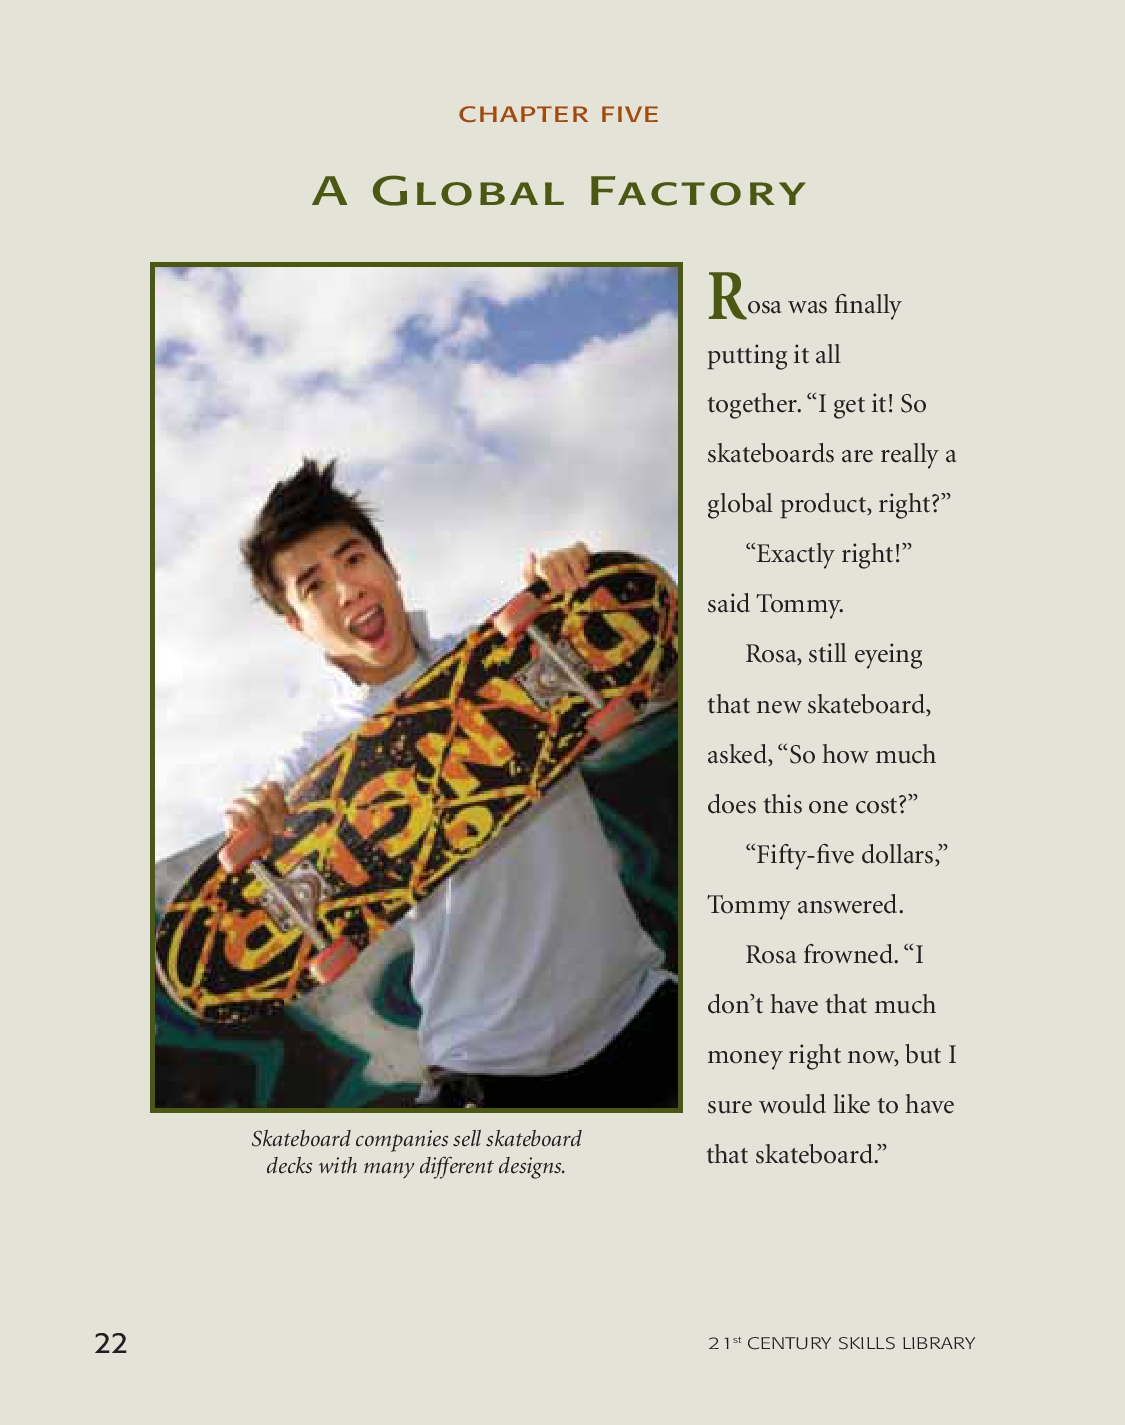 CHAPTER FIVE
A GLOBAL FACTORY
Rosa was finally
putting it all
together. “I get it! So
skateboards are really a
global product, right?”
“Exactly right!”
said Tommy.
Rosa, still eyeing
that new skateboard,
asked, “So how much
does this one cost?”
“Fifty-five dollars,”
Tommy answered.
Rosa frowned. “I
don’t have that much
money right now, but I
sure would like to have
that skateboard.”
Skateboard companies sell skateboard
decks with many different designs.
22
21st CENTURY SKILLS LIBRARY